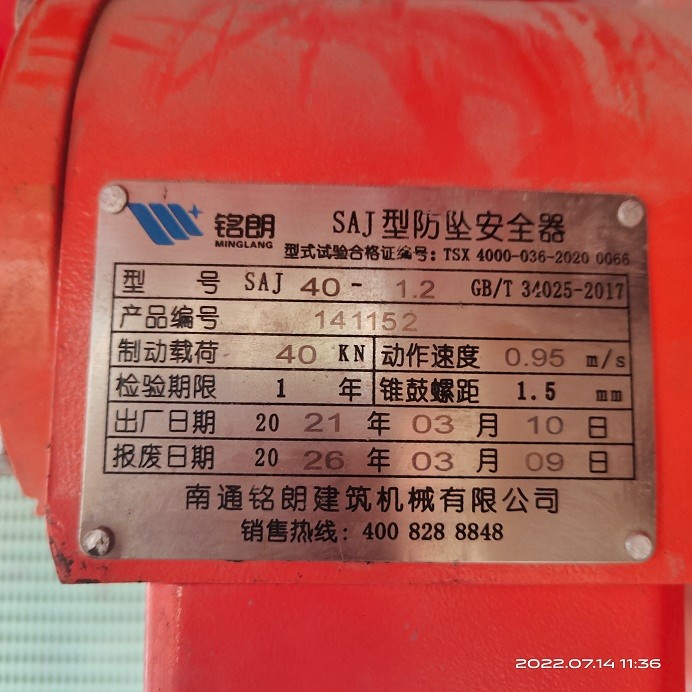 铭朗
MINGLANG
SAJ型防坠安全器
型式试验合格证编号：TSX 4000-036-2020 0066
型 号 SAJ 40 - 1.2 GB/T 34025-2017
产品编号 141152
制动载荷 40 KN 动作速度 0.95 m/s
检验期限 1 年 锥鼓螺距 1.5 mm
出厂日期 20 21 年 03 月 10 日
报废日期 20 26 年 03 月 09 日
南通铭朗建筑机械有限公司
销售热线：400 828 8848
2022.07.14 11:36